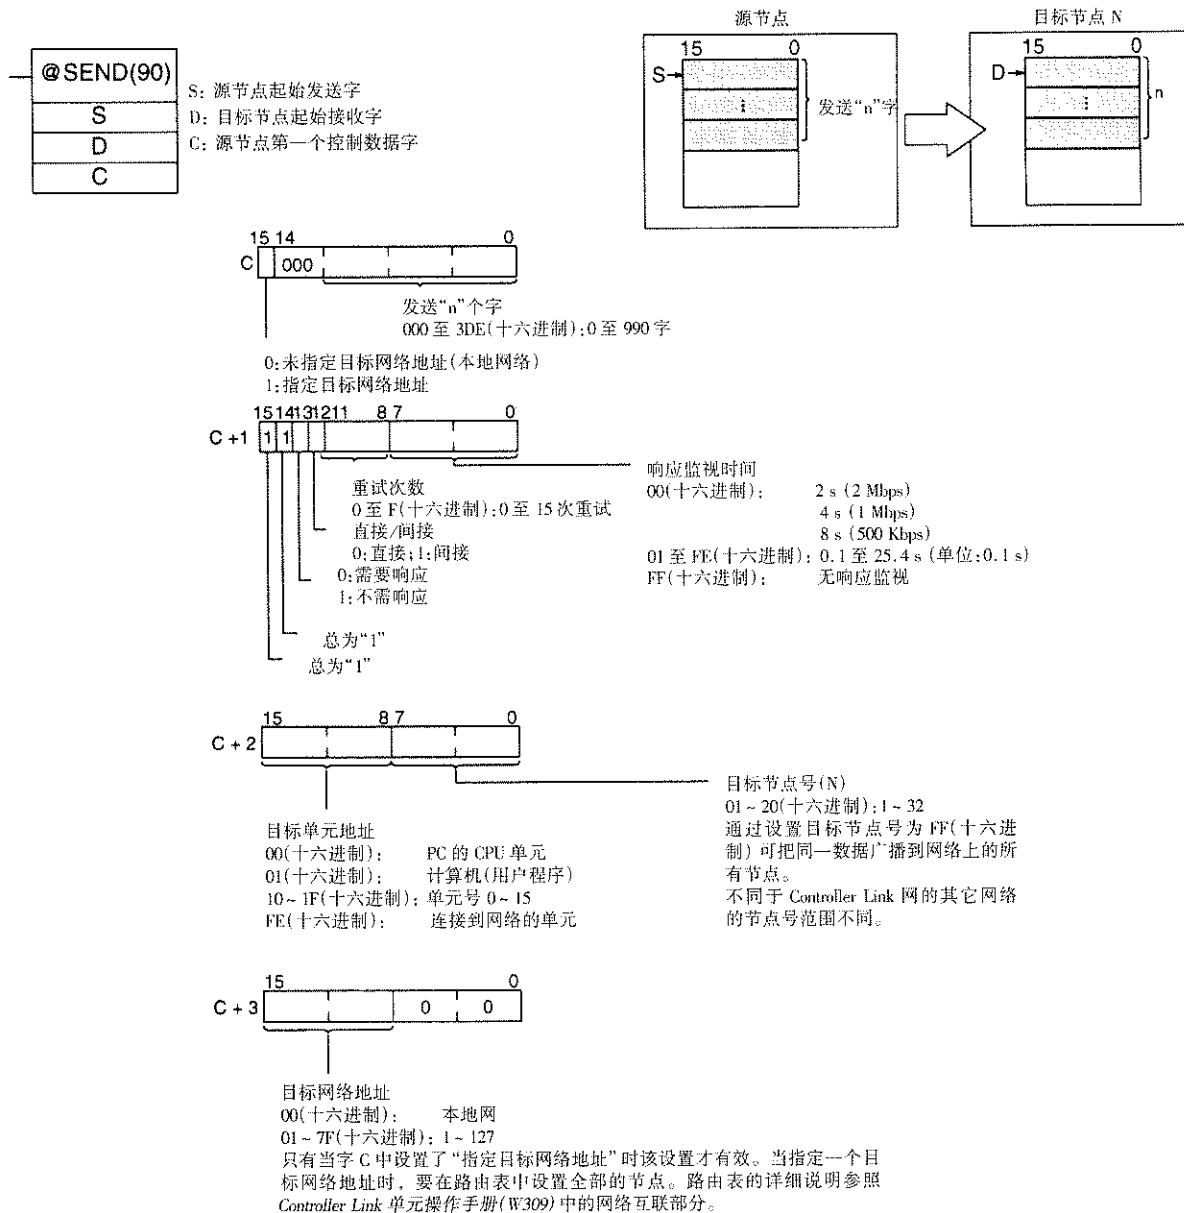 源节点
目标节点 N
@SEND(90)
S
D
C
S: 源节点起始发送字
D: 目标节点起始接收字
C: 源节点第一个控制数据字
15 0
S
⋮
发送“n”字
15 0
D
⋮
n
15 14 0
C 000
发送“n”个字
000 至 3DE(十六进制);0 至 990 字
0:未指定目标网络地址(本地网络)
1:指定目标网络地址
1514131211 8 7 0
C +1 1 1
重试次数
0 至 F(十六进制);0 至 15 次重试
直接/间接
0:直接;1:间接
0:需要响应
1:不需响应
总为“1”
总为“1”
响应监视时间
00(十六进制): 2 s (2 Mbps)
4 s (1 Mbps)
8 s (500 Kbps)
01 至 FE(十六进制): 0.1 至 25.4 s (单位:0.1 s)
FF(十六进制): 无响应监视
15 8 7 0
C + 2
目标单元地址
00(十六进制): PC 的 CPU 单元
01(十六进制): 计算机(用户程序)
10~1F(十六进制): 单元号 0~15
FE(十六进制): 连接到网络的单元
目标节点号(N)
01~20(十六进制);1~32
通过设置目标节点号为 FF(十六进
制)可把同一数据广播到网络上的所
有节点。
不同于 Controller Link 网的其它网络
的节点号范围不同。
15 0
C + 3 0 0
目标网络地址
00(十六进制): 本地网
01~7F(十六进制): 1~127
只有当字 C 中设置了“指定目标网络地址”时该设置才有效。当指定一个目
标网络地址时，要在路由表中设置全部的节点。路由表的详细说明参照
Controller Link 单元操作手册(W309)中的网络互联部分。